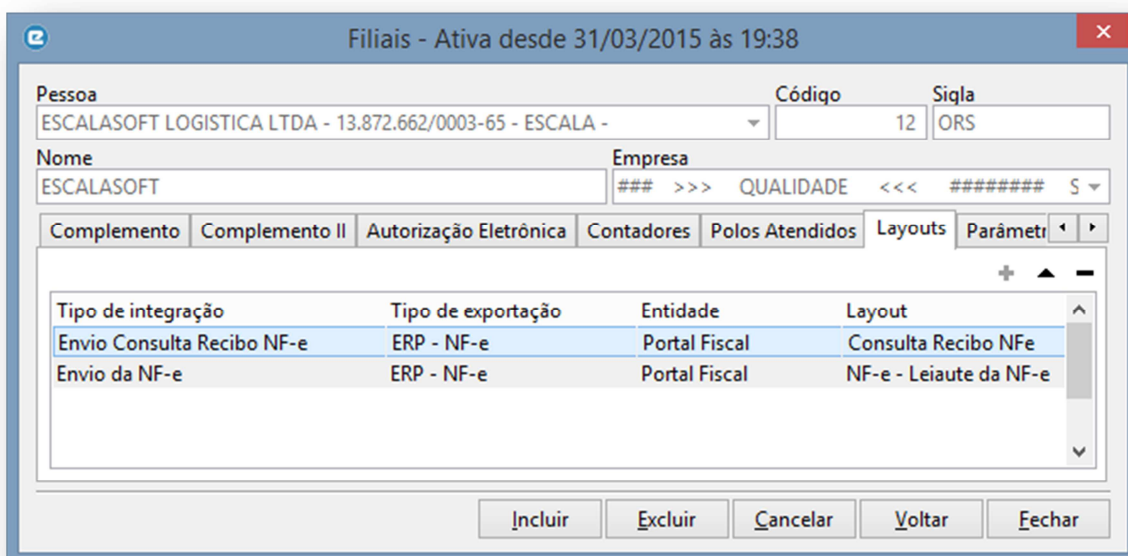 Filiais - Ativa desde 31/03/2015 às 19:38
Pessoa Código Sigla
ESCALASOFT LOGISTICA LTDA - 13.872.662/0003-65 - ESCALA - 12 ORS
Nome Empresa
ESCALASOFT ### >>> QUALIDADE <<< ######## S
Complemento Complemento II Autorização Eletrônica Contadores Polos Atendidos Layouts Parâmetr
Tipo de integração Tipo de exportação Entidade Layout
Envio Consulta Recibo NF-e ERP - NF-e Portal Fiscal Consulta Recibo NFe
Envio da NF-e ERP - NF-e Portal Fiscal NF-e - Leiaute da NF-e
Incluir Excluir Cancelar Voltar Fechar